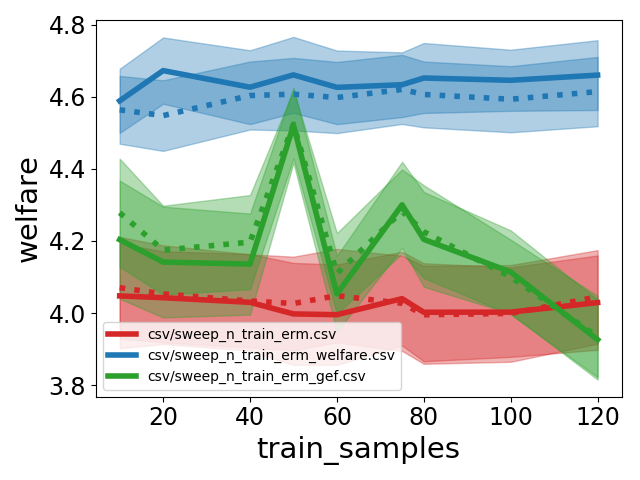 4.8
4.6
4.4
4.2
4.0
3.8
welfare
csv/sweep_n_train_erm.csv
csv/sweep_n_train_erm_welfare.csv
csv/sweep_n_train_erm_gef.csv
20 40 60 80 100 120
train_samples